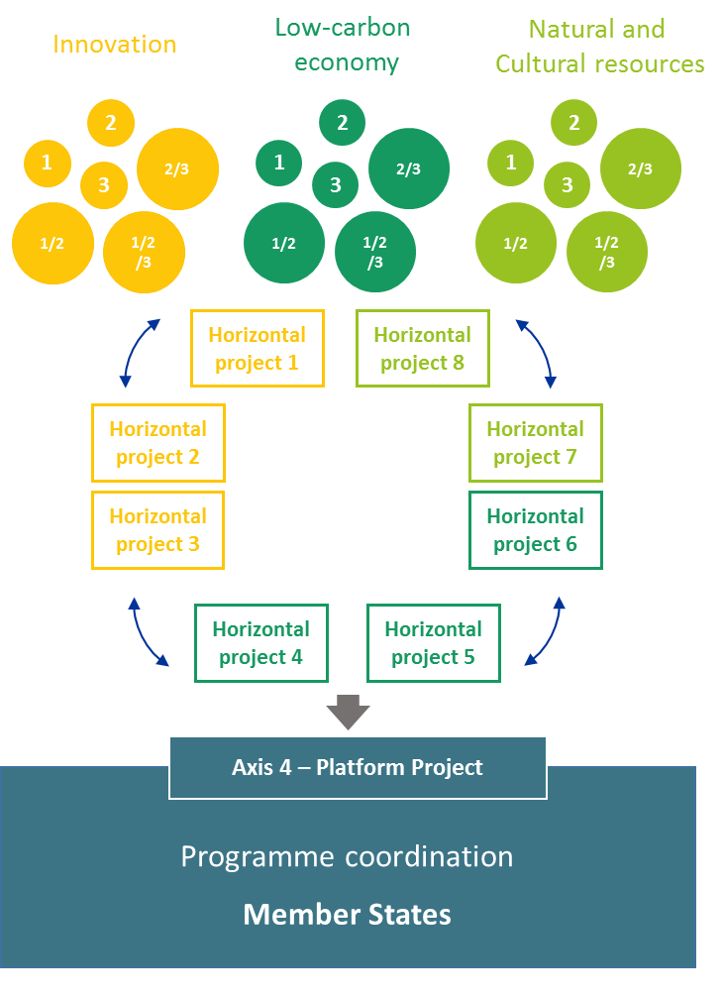 Innovation
Low-carbon
economy
Natural and
Cultural resources
2
1
3
2/3
1/2
1/2
/3
2
1
3
2/3
1/2
1/2
/3
2
1
3
2/3
1/2
1/2
/3
Horizontal
project 1
Horizontal
project 8
Horizontal
project 2
Horizontal
project 7
Horizontal
project 3
Horizontal
project 6
Horizontal
project 4
Horizontal
project 5
Axis 4 – Platform Project
Programme coordination
Member States